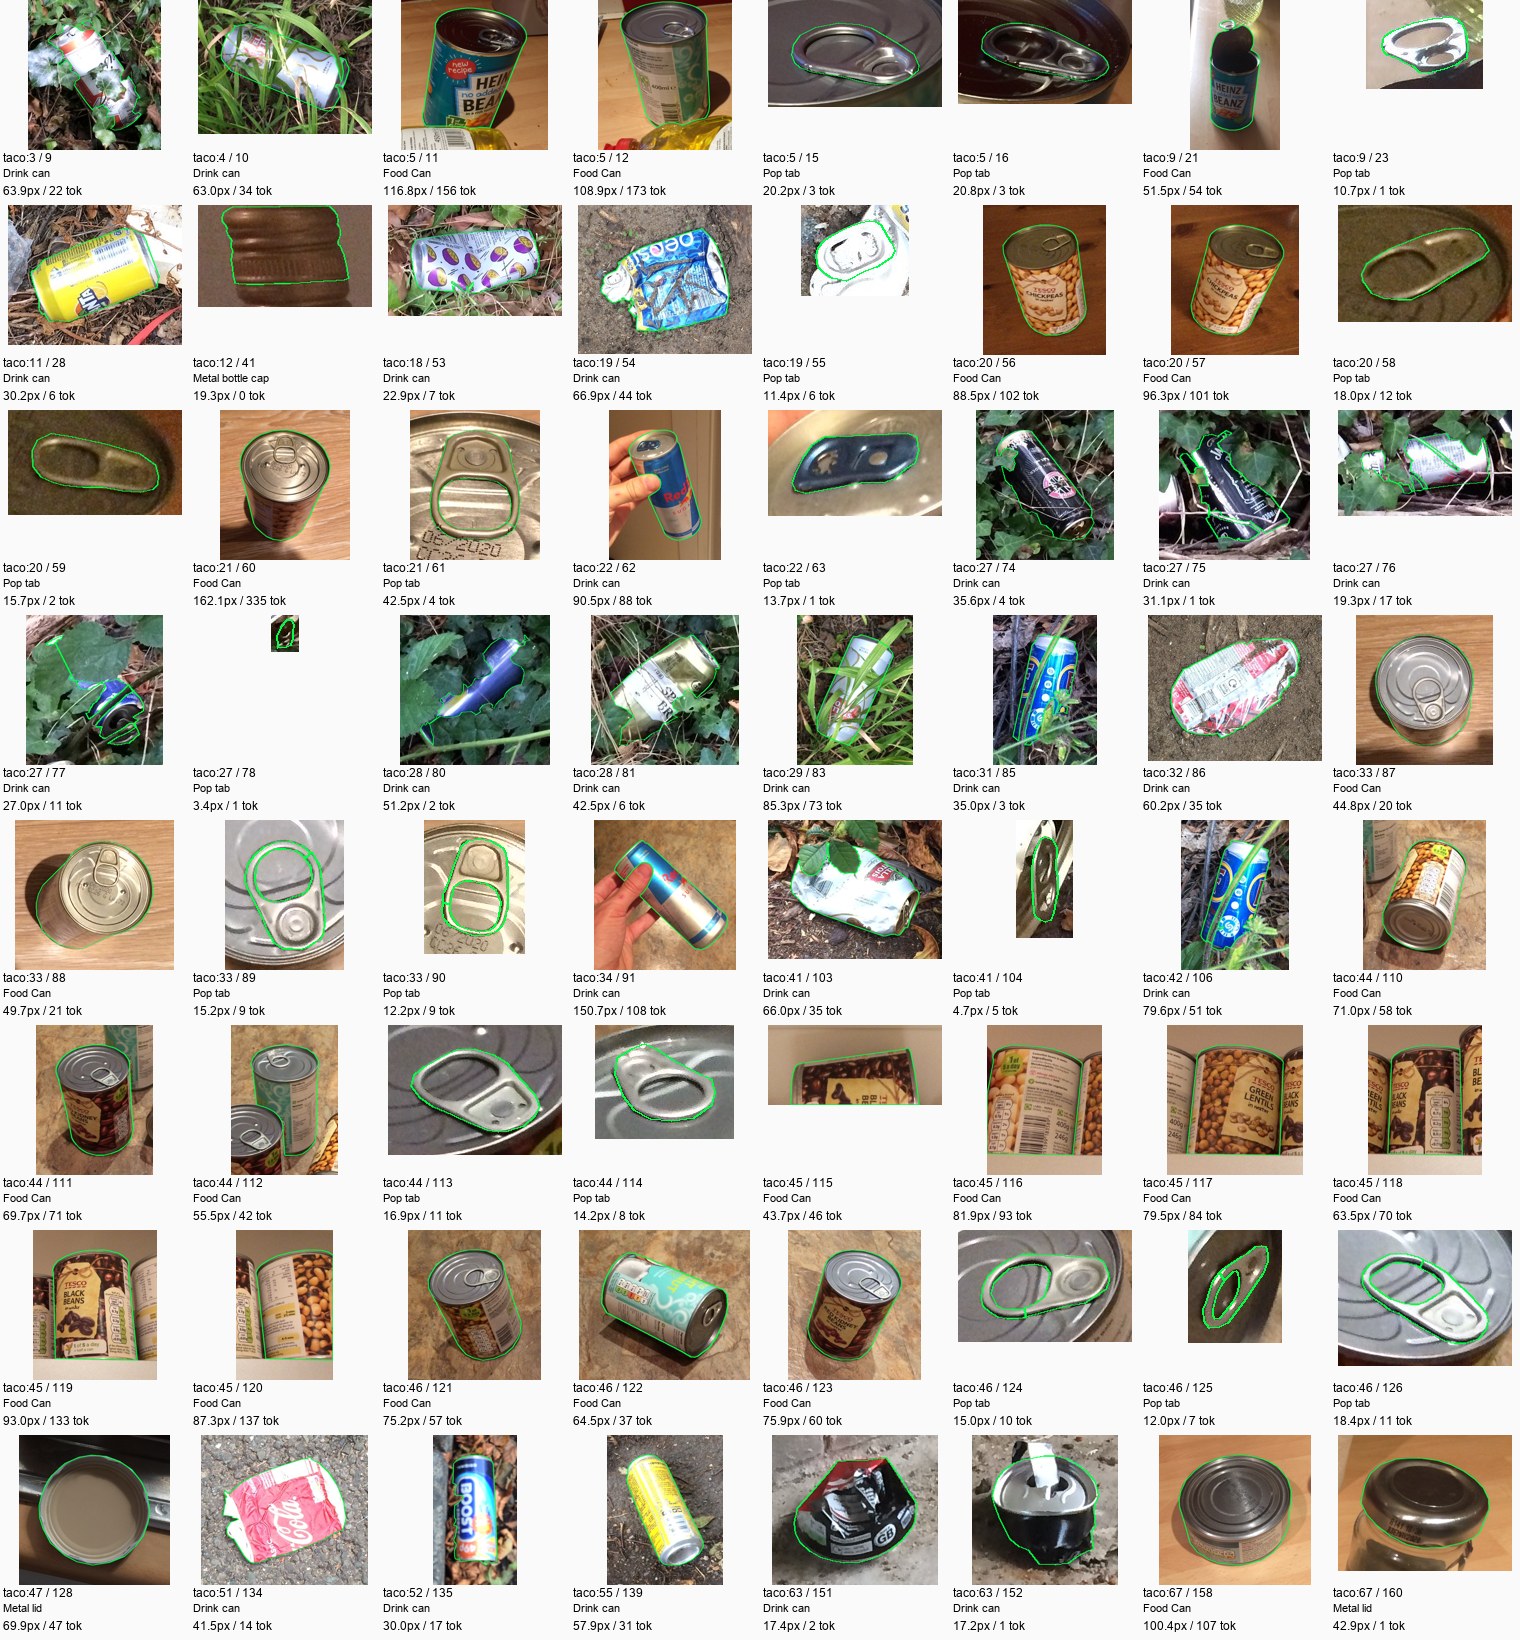 taco:3 / 9
Drink can
63.9px / 22 tok
taco:4 / 10
Drink can
63.0px / 34 tok
taco:5 / 11
Food Can
116.8px / 156 tok
taco:5 / 12
Food Can
108.9px / 173 tok
taco:5 / 15
Pop tab
20.2px / 3 tok
taco:5 / 16
Pop tab
20.8px / 3 tok
taco:9 / 21
Food Can
51.5px / 54 tok
taco:9 / 23
Pop tab
10.7px / 1 tok
taco:11 / 28
Drink can
30.2px / 6 tok
taco:12 / 41
Metal bottle cap
19.3px / 0 tok
taco:18 / 53
Drink can
22.9px / 7 tok
taco:19 / 54
Drink can
66.9px / 44 tok
taco:19 / 55
Pop tab
11.4px / 6 tok
taco:20 / 56
Food Can
88.5px / 102 tok
taco:20 / 57
Food Can
96.3px / 101 tok
taco:20 / 58
Pop tab
18.0px / 12 tok
taco:20 / 59
Pop tab
15.7px / 2 tok
taco:21 / 60
Food Can
162.1px / 335 tok
taco:21 / 61
Pop tab
42.5px / 4 tok
taco:22 / 62
Drink can
90.5px / 88 tok
taco:22 / 63
Pop tab
13.7px / 1 tok
taco:27 / 74
Drink can
35.6px / 4 tok
taco:27 / 75
Drink can
31.1px / 1 tok
taco:27 / 76
Drink can
19.3px / 17 tok
taco:27 / 77
Drink can
27.0px / 11 tok
taco:27 / 78
Pop tab
3.4px / 1 tok
taco:28 / 80
Drink can
51.2px / 2 tok
taco:28 / 81
Drink can
42.5px / 6 tok
taco:29 / 83
Drink can
85.3px / 73 tok
taco:31 / 85
Drink can
35.0px / 3 tok
taco:32 / 86
Drink can
60.2px / 35 tok
taco:33 / 87
Food Can
44.8px / 20 tok
taco:33 / 88
Food Can
49.7px / 21 tok
taco:33 / 89
Pop tab
15.2px / 9 tok
taco:33 / 90
Pop tab
12.2px / 9 tok
taco:34 / 91
Drink can
150.7px / 108 tok
taco:41 / 103
Drink can
66.0px / 35 tok
taco:41 / 104
Pop tab
4.7px / 5 tok
taco:42 / 106
Drink can
79.6px / 51 tok
taco:44 / 110
Food Can
71.0px / 58 tok
taco:44 / 111
Food Can
69.7px / 71 tok
taco:44 / 112
Food Can
55.5px / 42 tok
taco:44 / 113
Pop tab
16.9px / 11 tok
taco:44 / 114
Pop tab
14.2px / 8 tok
taco:45 / 115
Food Can
43.7px / 46 tok
taco:45 / 116
Food Can
81.9px / 93 tok
taco:45 / 117
Food Can
79.5px / 84 tok
taco:45 / 118
Food Can
63.5px / 70 tok
taco:45 / 119
Food Can
93.0px / 133 tok
taco:45 / 120
Food Can
87.3px / 137 tok
taco:46 / 121
Food Can
75.2px / 57 tok
taco:46 / 122
Food Can
64.5px / 37 tok
taco:46 / 123
Food Can
75.9px / 60 tok
taco:46 / 124
Pop tab
15.0px / 10 tok
taco:46 / 125
Pop tab
12.0px / 7 tok
taco:46 / 126
Pop tab
18.4px / 11 tok
taco:47 / 128
Metal lid
69.9px / 47 tok
taco:51 / 134
Drink can
41.5px / 14 tok
taco:52 / 135
Drink can
30.0px / 17 tok
taco:55 / 139
Drink can
57.9px / 31 tok
taco:63 / 151
Drink can
17.4px / 2 tok
taco:63 / 152
Drink can
17.2px / 1 tok
taco:67 / 158
Food Can
100.4px / 107 tok
taco:67 / 160
Metal lid
42.9px / 1 tok